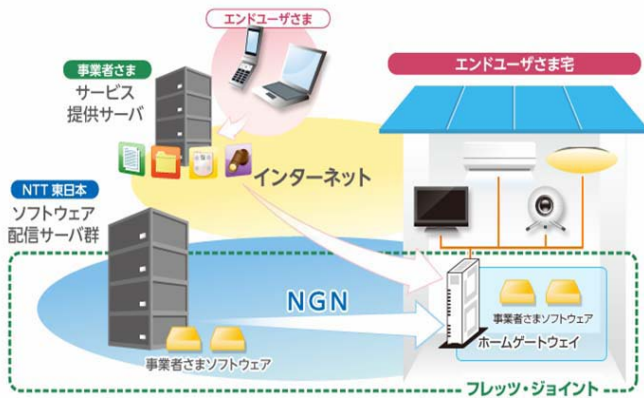 エンドユーザさま
事業者さま
サービス
提供サーバ
エンドユーザさま宅
インターネット
NTT 東日本
ソフトウェア
配信サーバ群
NGN
事業者さまソフトウェア
ホームゲートウェイ
事業者さまソフトウェア
フレッツ・ジョイント